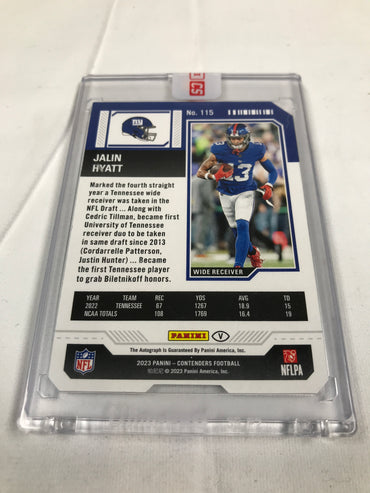 No. 115
JALIN
HYATT
Marked the fourth straight
year a Tennessee wide
receiver was taken in the
NFL Draft ... Along with
Cedric Tillman, became first
University of Tennessee
receiver duo to be taken
in same draft since 2013
(Cordarrelle Patterson,
Justin Hunter) ... Became
the first Tennessee player
to grab Biletnikoff honors.
13
WIDE RECEIVER
YEAR TEAM REC YDS AVG TD
2022 TENNESSEE 67 1267 18.9 15
NCAA TOTALS 108 1769 16.4 19
PANINI V
The Autograph Is Guaranteed By Panini America, Inc.
NFL
NFLPA
2023 PANINI - CONTENDERS FOOTBALL
© 2023 Panini America, Inc.